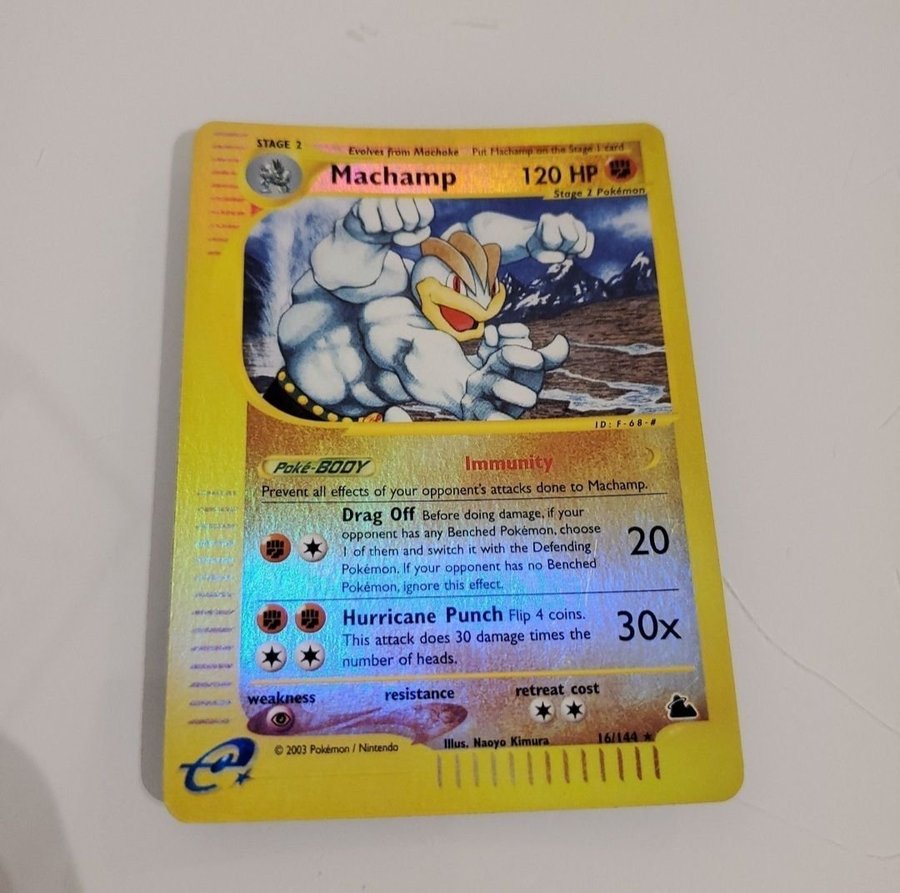 STAGE 2
Evolves from Machoke Put Machamp on the Stage 1 card
Machamp 120 HP
Stage 2 Pokémon
ID: F-68-#
Poké-BODY Immunity
Prevent all effects of your opponent's attacks done to Machamp.
Drag Off Before doing damage, if your
opponent has any Benched Pokémon, choose
1 of them and switch it with the Defending
Pokémon. If your opponent has no Benched
Pokémon, ignore this effect.
20
Hurricane Punch Flip 4 coins.
This attack does 30 damage times the
number of heads.
30x
weakness resistance retreat cost
© 2003 Pokémon / Nintendo
Illus. Naoyo Kimura
16/144 ★
e